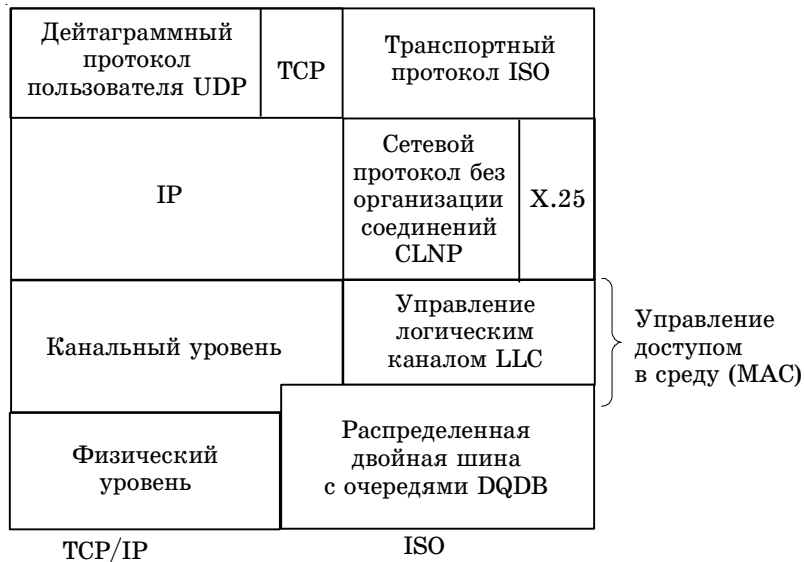 Дейтаграммный
протокол
пользователя UDP
TCP
Транспортный
протокол ISO
IP
Сетевой
протокол без
организации
соединений
CLNP
X.25
Канальный уровень
Управление
логическим
каналом LLC
Управление
доступом
в среду (MAC)
Физический
уровень
Распределенная
двойная шина
с очередями DQDB
TCP/IP
ISO